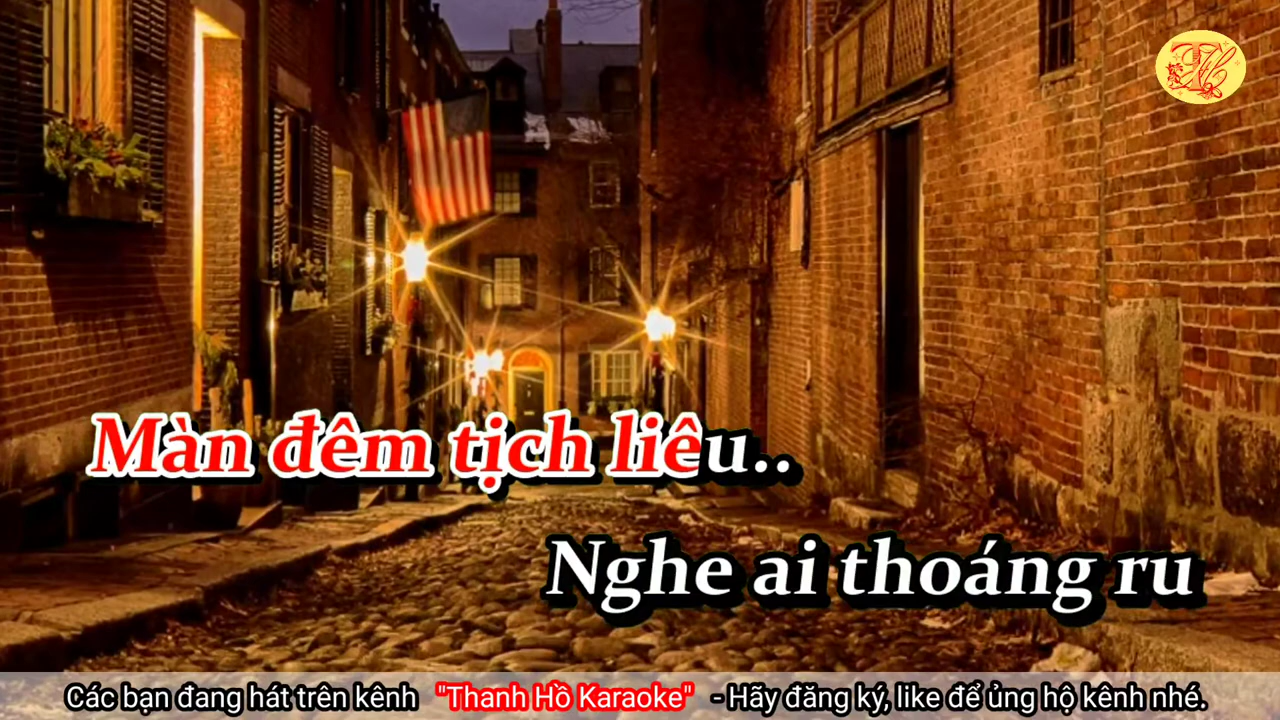 Màn đêm tịch liêu..
Nghe ai thoáng ru
Các bạn đang hát trên kênh "Thanh Hồ Karaoke" - Hãy đăng ký, like để ủng hộ kênh nhé.